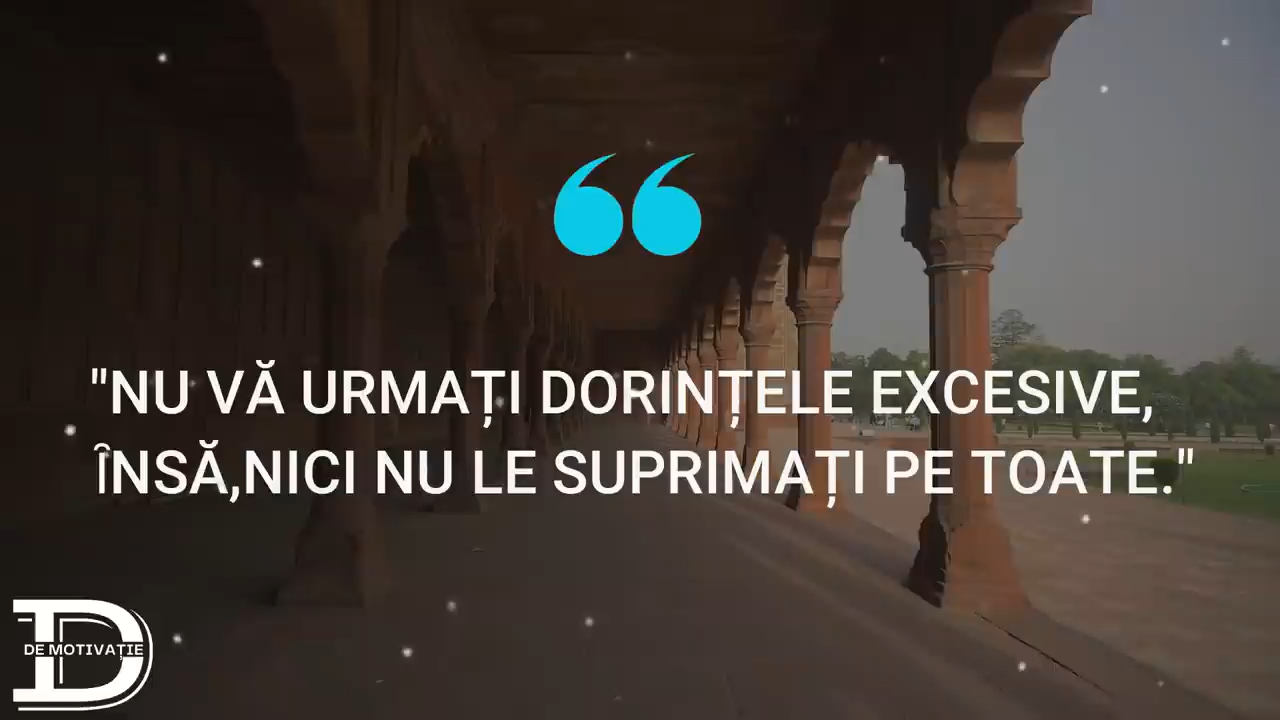 "NU VĂ URMAȚI DORINȚELE EXCESIVE,
ÎNSĂ,NICI NU LE SUPRIMAȚI PE TOATE."
D
DE MOTIVAȚIE